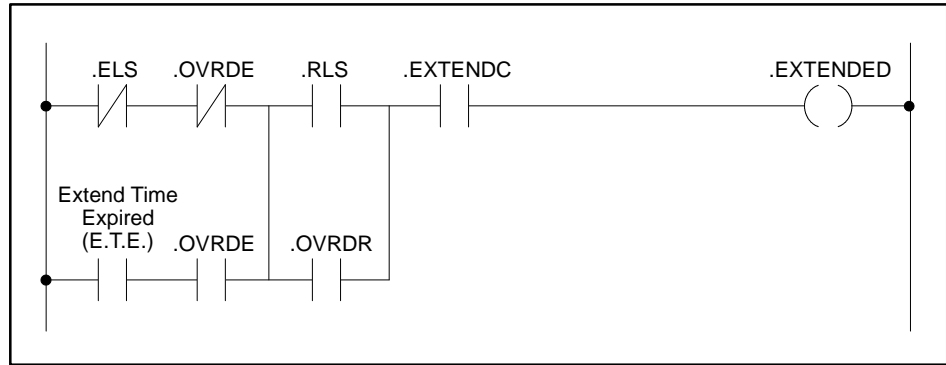 .ELS .OVRDE .RLS .EXTENDC .EXTENDED
Extend Time
Expired
(E.T.E.) .OVRDE .OVRDR